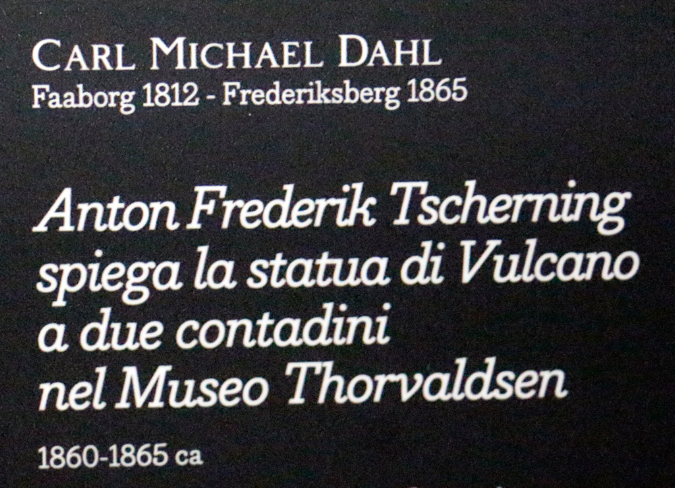 CARL MICHAEL DAHL
Faaborg 1812 - Frederiksberg 1865
Anton Frederik Tscherning
spiega la statua di Vulcano
a due contadini
nel Museo Thorvaldsen
1860-1865 ca